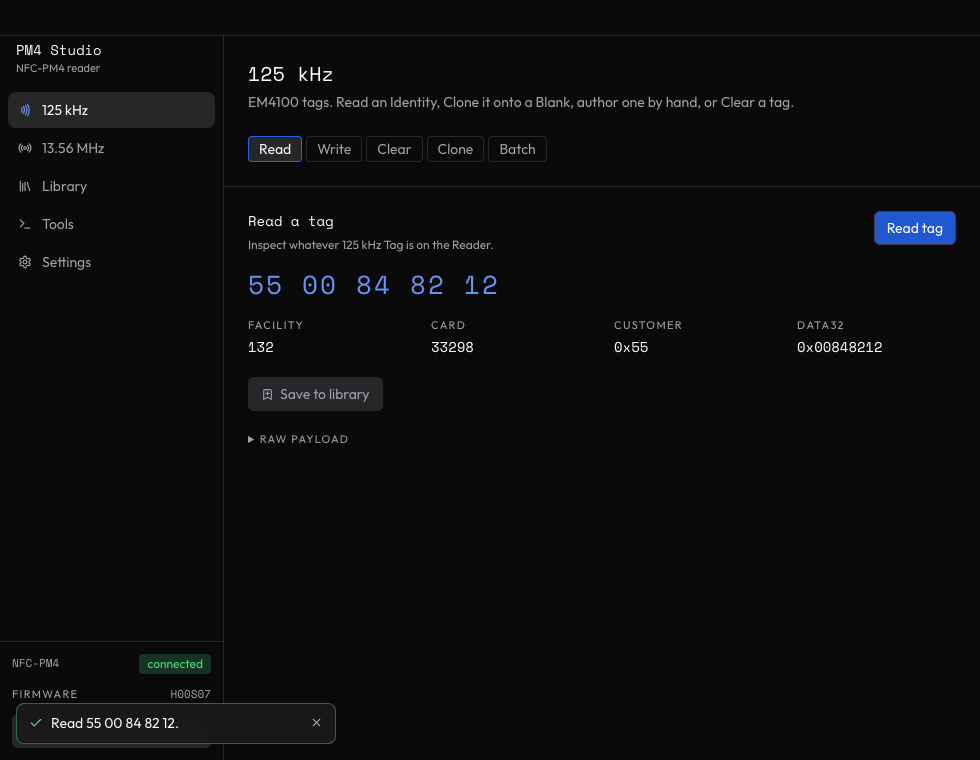 PM4 Studio
NFC-PM4 reader
125 kHz
13.56 MHz
Library
Tools
Settings
NFC-PM4 connected
FIRMWARE H00S07
125 kHz
EM4100 tags. Read an Identity, Clone it onto a Blank, author one by hand, or Clear a tag.
Read Write Clear Clone Batch
Read a tag
Inspect whatever 125 kHz Tag is on the Reader.
Read tag
55 00 84 82 12
FACILITY CARD CUSTOMER DATA32
132 33298 0x55 0x00848212
Save to library
RAW PAYLOAD
Read 55 00 84 82 12.